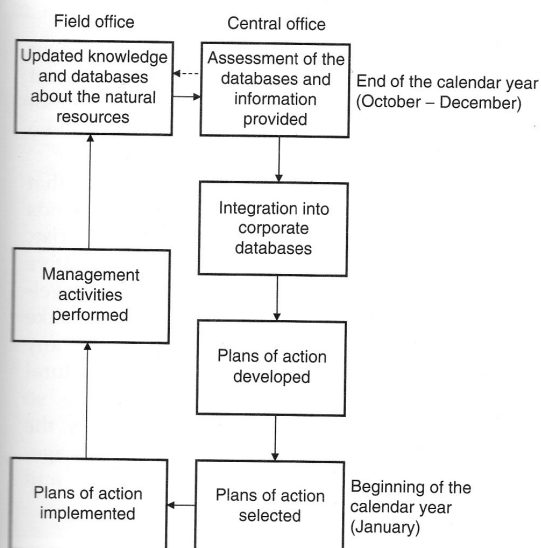 Field office
Central office
Updated knowledge
and databases
about the natural
resources
Assessment of the
databases and
information
provided
End of the calendar year
(October – December)
Integration into
corporate
databases
Management
activities
performed
Plans of action
developed
Plans of action
implemented
Plans of action
selected
Beginning of the
calendar year
(January)